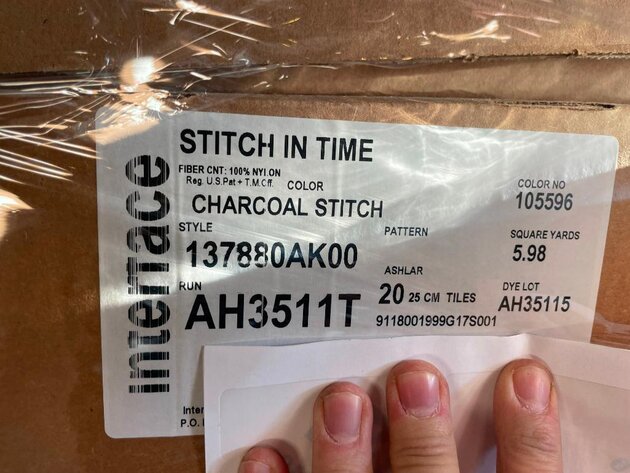 interface
STITCH IN TIME
FIBER CNT: 100% NYLON
Reg. U.S.Pat + T.M.Off. COLOR
COLOR NO
CHARCOAL STITCH
105596
STYLE
PATTERN
SQUARE YARDS
137880AK00
5.98
ASHLAR
RUN
DYE LOT
AH3511T
20 25 CM TILES
AH35115
9118001999G17S001
Inter
P.O.